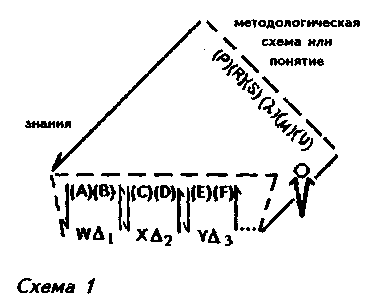 методологическая
схема или
понятие
(P)(R)(S) (λ)(μ)(ν)
знания
(A)(B) (C)(D) (E)(F)
WΔ1 XΔ2 YΔ3 ....
Схема 1